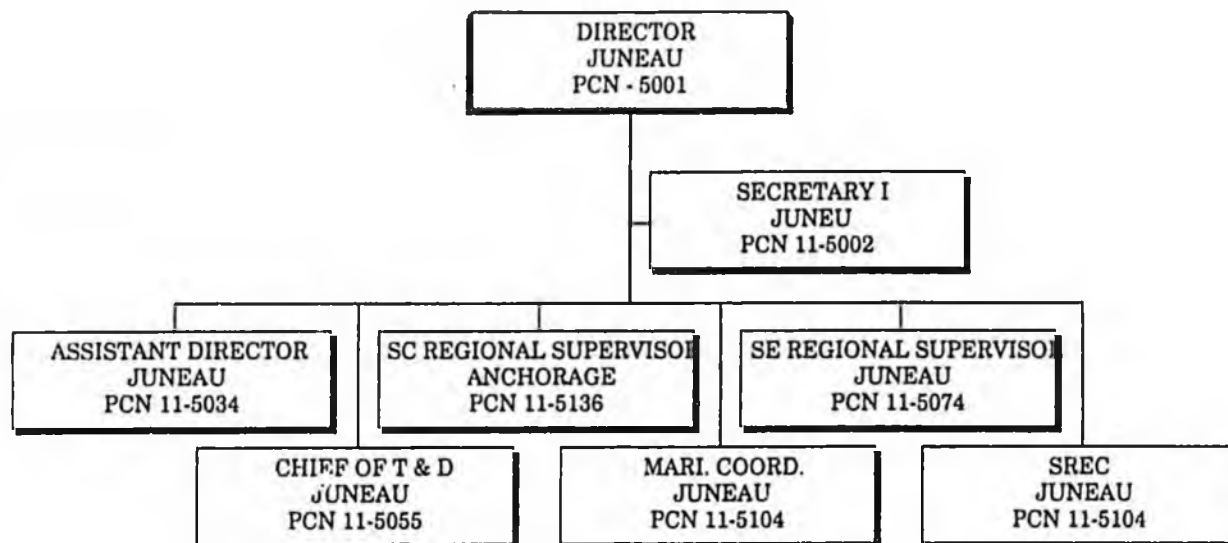 DIRECTOR
JUNEAU
PCN - 5001
SECRETARY I
JUNEU
PCN 11-5002
ASSISTANT DIRECTOR
JUNEAU
PCN 11-5034
SC REGIONAL SUPERVISOR
ANCHORAGE
PCN 11-5136
SE REGIONAL SUPERVISOR
JUNEAU
PCN 11-5074
CHIEF OF T & D
JUNEAU
PCN 11-5055
MARI. COORD.
JUNEAU
PCN 11-5104
SREC
JUNEAU
PCN 11-5104